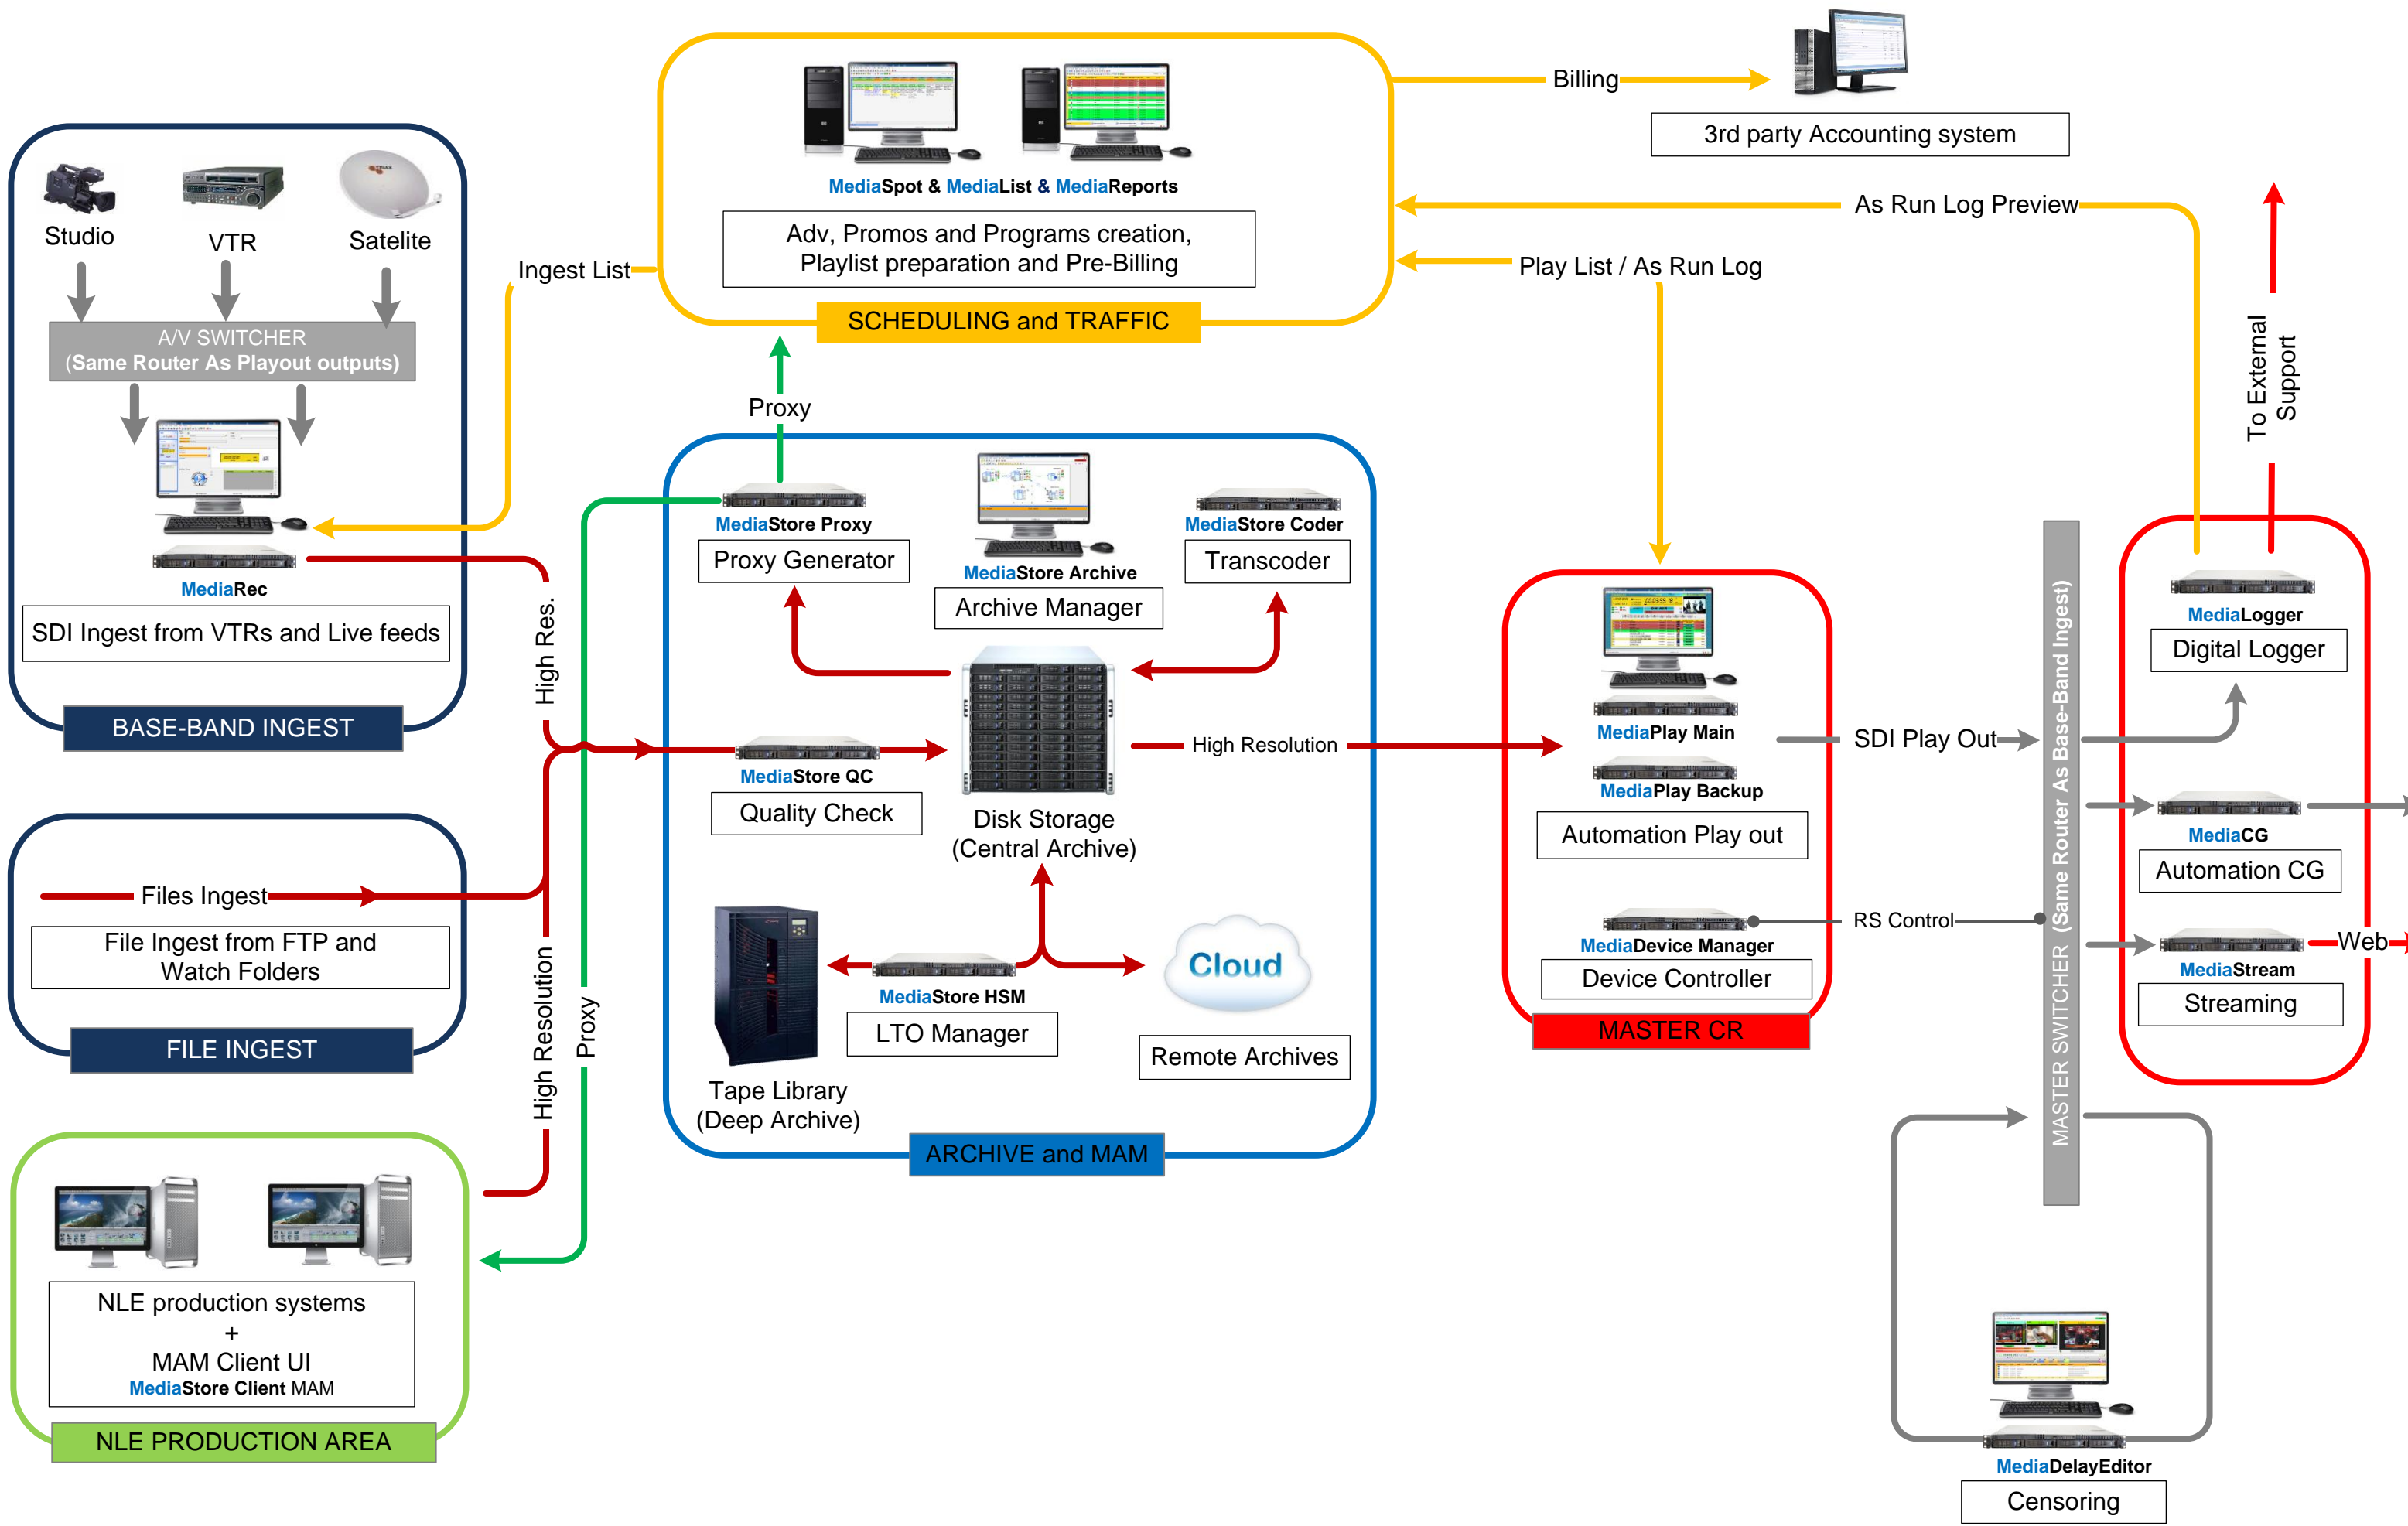 Studio
VTR
Satelite
A/V SWITCHER
(Same Router As Playout outputs)
MediaRec
SDI Ingest from VTRs and Live feeds
BASE-BAND INGEST
Files Ingest
File Ingest from FTP and
Watch Folders
FILE INGEST
NLE production systems
+
MAM Client UI
MediaStore Client MAM
NLE PRODUCTION AREA
Ingest List
High Res.
High Resolution
Proxy
MediaSpot & MediaList & MediaReports
Adv, Promos and Programs creation,
Playlist preparation and Pre-Billing
SCHEDULING and TRAFFIC
Proxy
MediaStore Proxy
Proxy Generator
MediaStore Archive
Archive Manager
MediaStore Coder
Transcoder
MediaStore QC
Quality Check
Disk Storage
(Central Archive)
High Resolution
Tape Library
(Deep Archive)
MediaStore HSM
LTO Manager
Cloud
Remote Archives
ARCHIVE and MAM
Billing
3rd party Accounting system
As Run Log Preview
Play List / As Run Log
MediaPlay Main
MediaPlay Backup
Automation Play out
MediaDevice Manager
Device Controller
MASTER CR
SDI Play Out
RS Control
MASTER SWITCHER (Same Router As Base-Band Ingest)
To External
Support
MediaLogger
Digital Logger
MediaCG
Automation CG
MediaStream
Streaming
Web
MediaDelayEditor
Censoring